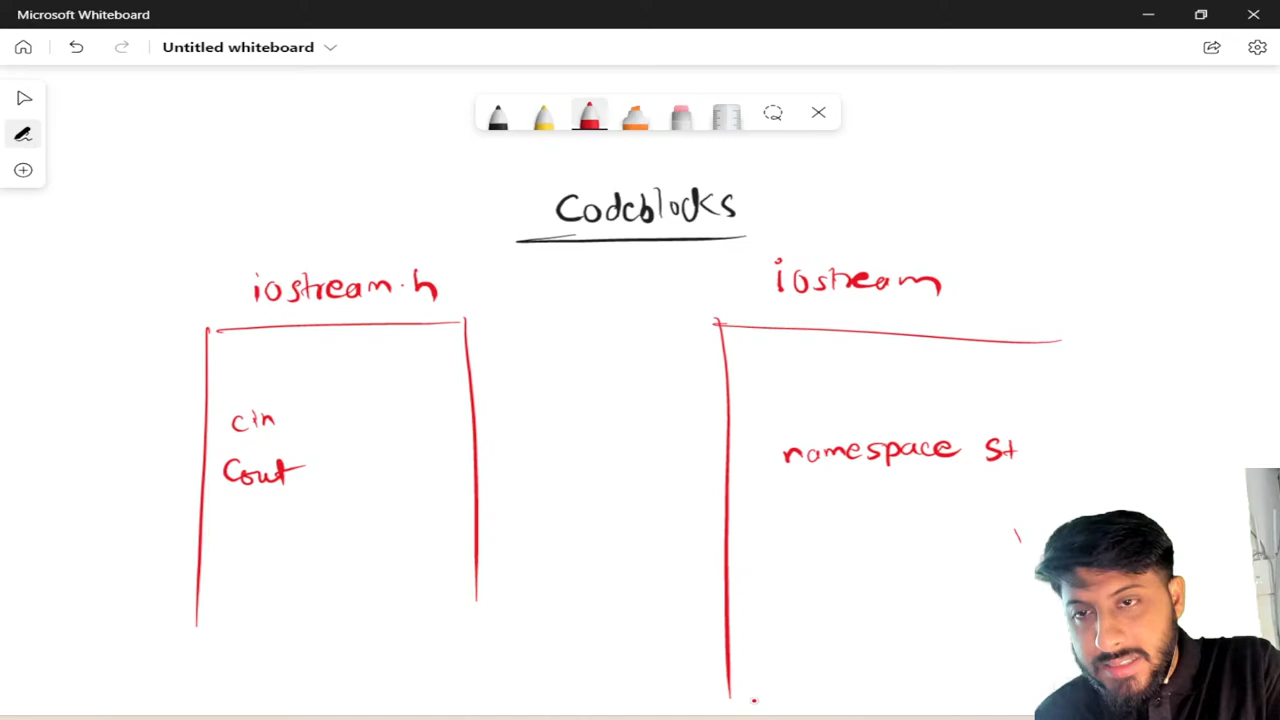 Microsoft Whiteboard
Untitled whiteboard
Codeblocks
iostream.h
iostream
cin
Cout
namespace st